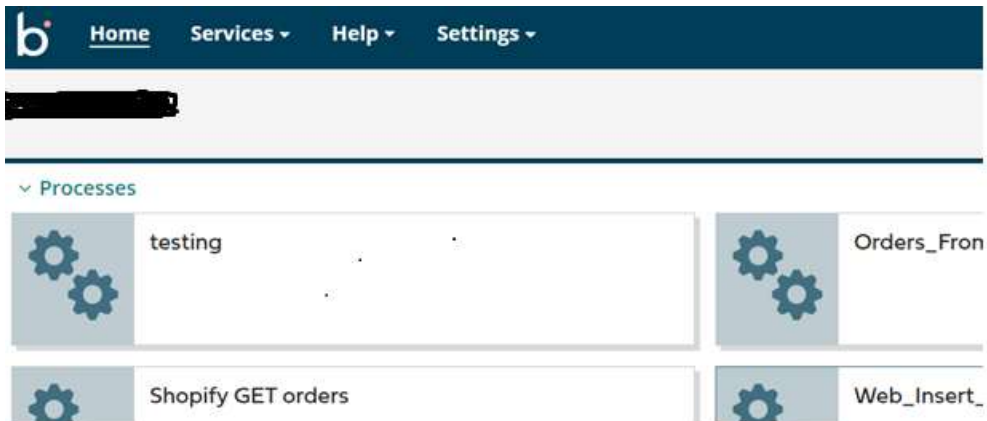 b Home Services Help Settings
Processes
testing Orders_Fron
Shopify GET orders Web_Insert_